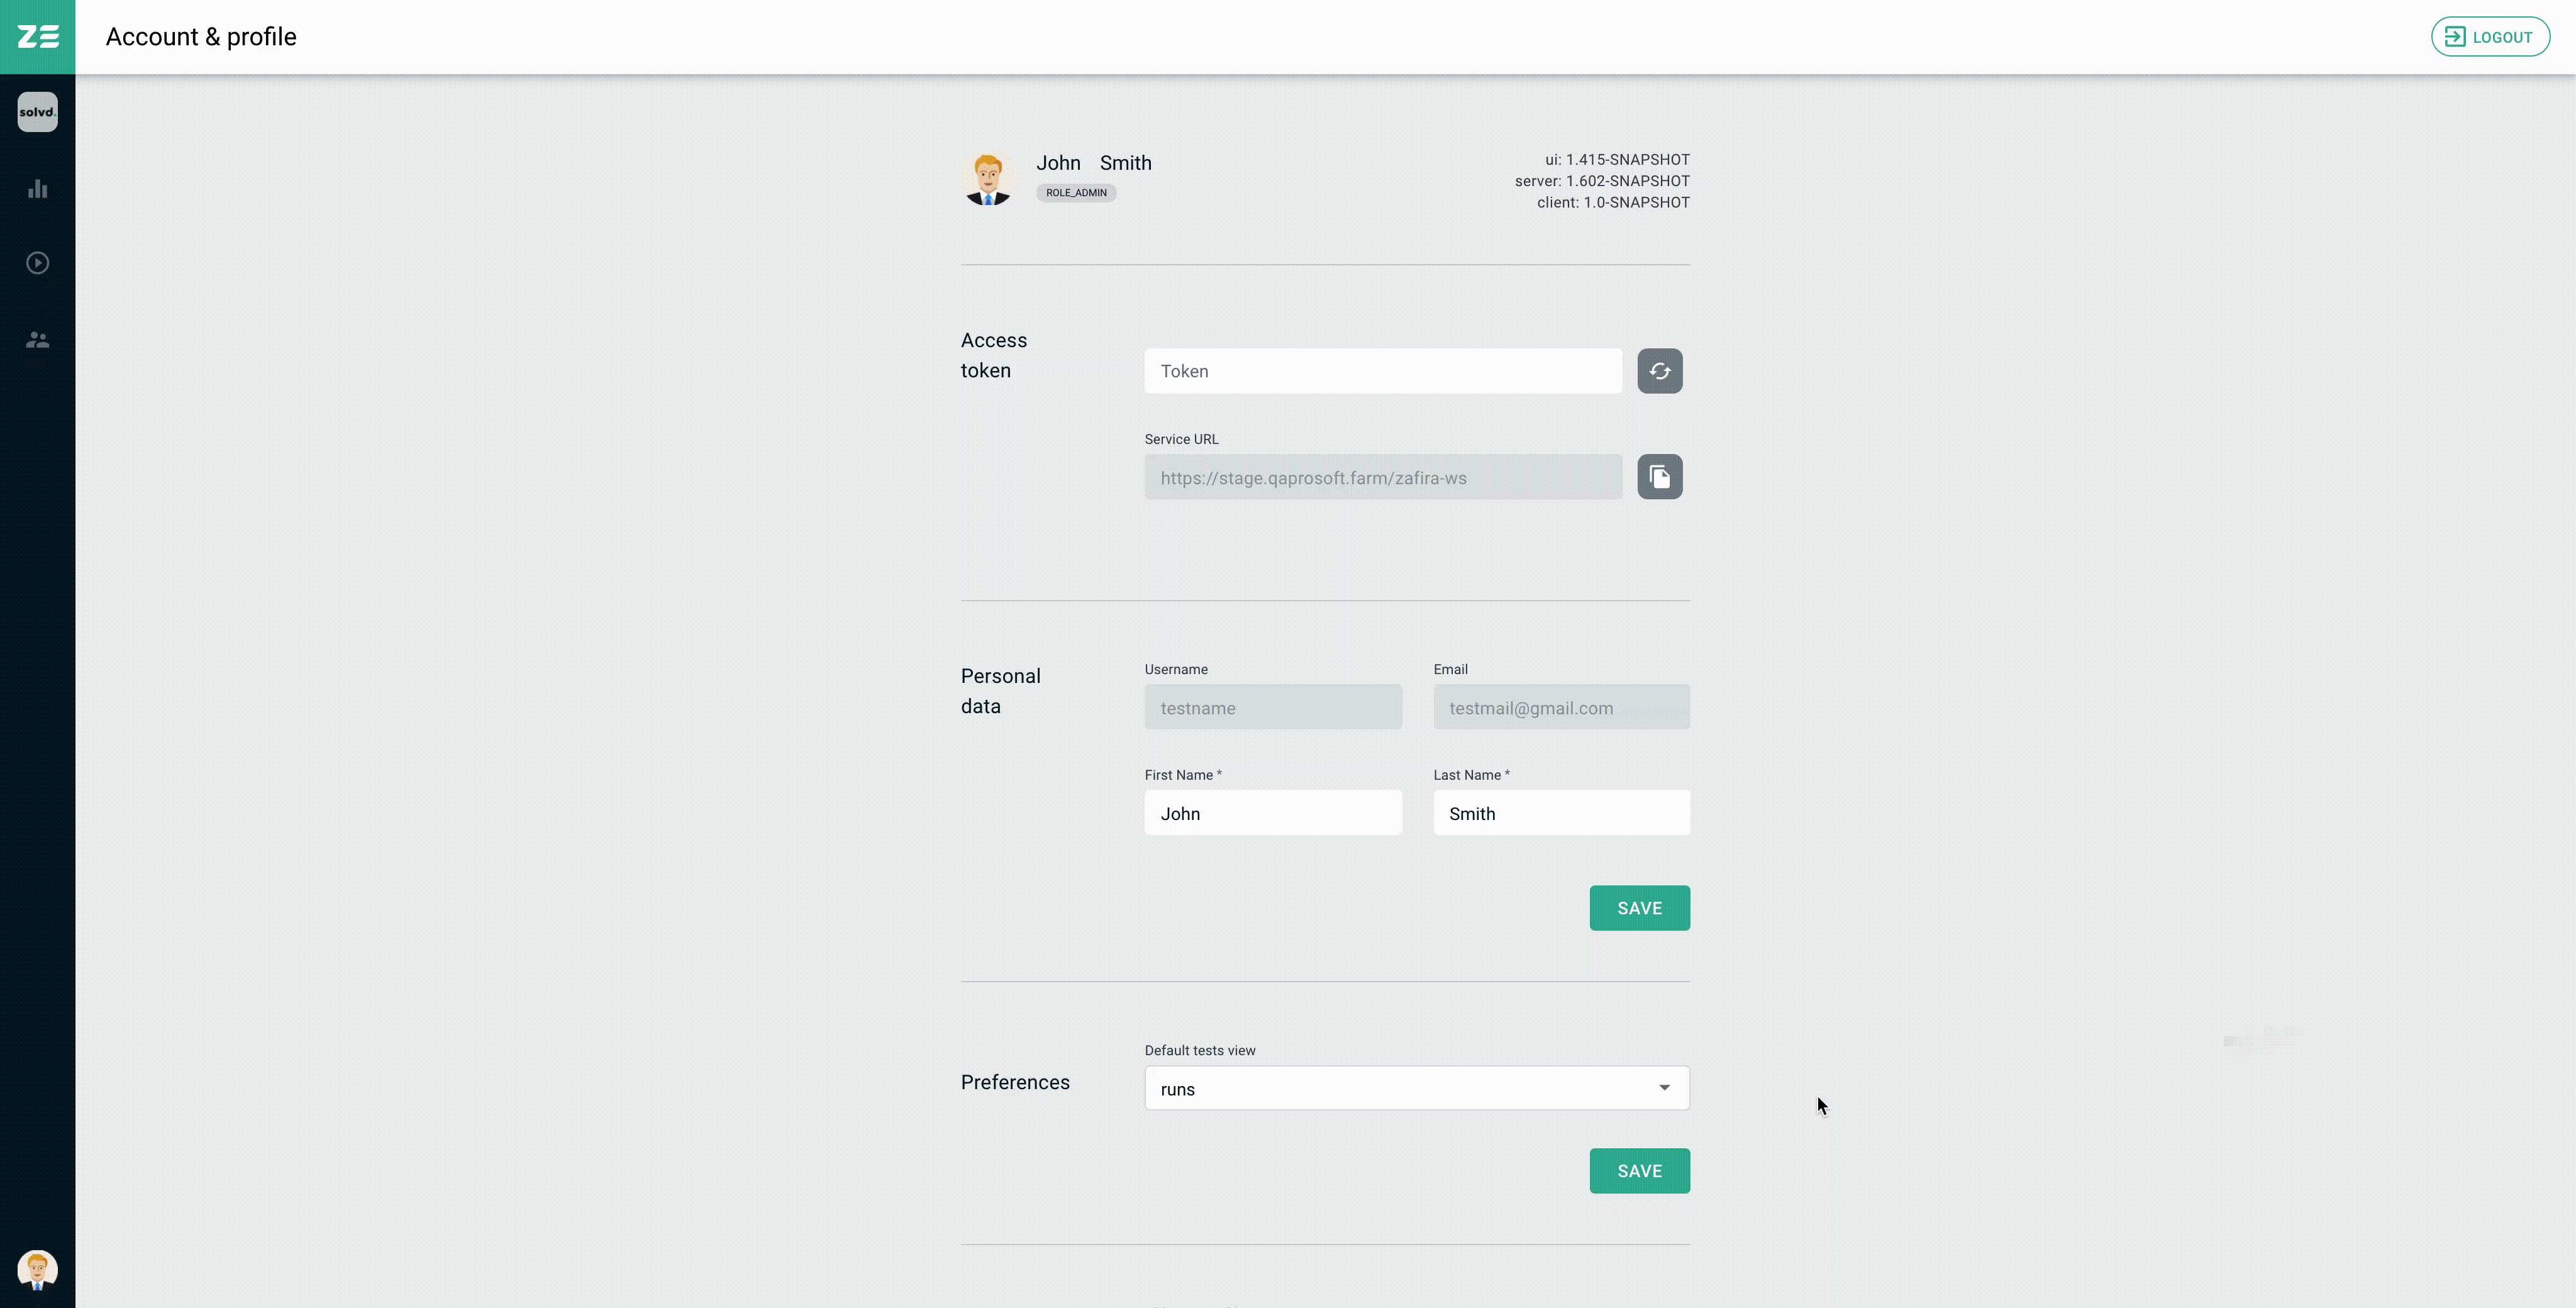 ZE
Account & profile
LOGOUT
solvd.
John Smith
ROLE_ADMIN
ui: 1.415-SNAPSHOT
server: 1.602-SNAPSHOT
client: 1.0-SNAPSHOT
Access
token
Token
Service URL
https://stage.qaprosoft.farm/zafira-ws
Personal
data
Username
Email
testname
testmail@gmail.com
First Name *
Last Name *
John
Smith
SAVE
Preferences
Default tests view
runs
SAVE